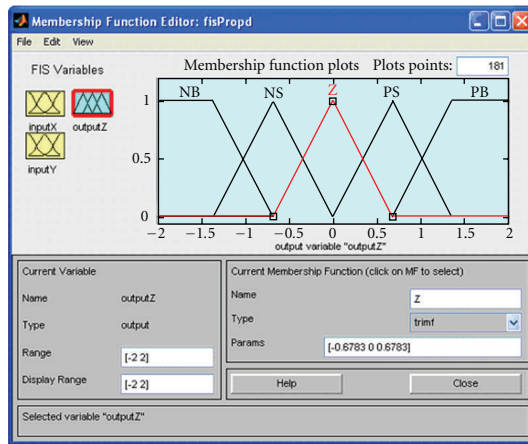 Membership Function Editor: fisPropd
File Edit View
FIS Variables
Membership function plots Plots points: 181
inputX outputZ
inputY
NB NS Z PS PB
1
0.5
0
−2 −1.5 −1 −0.5 0 0.5 1 1.5 2
output variable "outputZ"
Current Variable
Name outputZ
Type output
Range [-2 2]
Display Range [-2 2]
Current Membership Function (click on MF to select)
Name Z
Type trimf
Params [-0.6783 0 0.6783]
Help Close
Selected variable "outputZ"